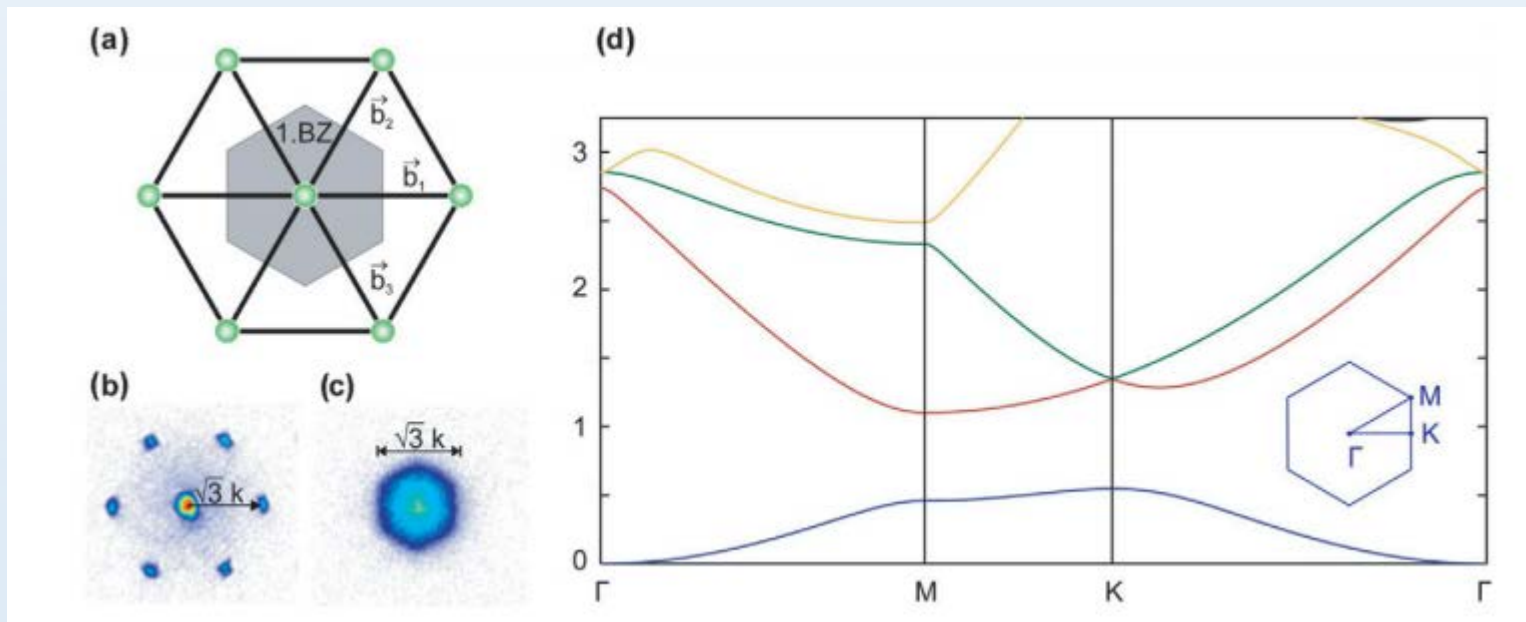 (a)
1.BZ
b⃗₂
b⃗₁
b⃗₃
(b)
√3 k
(c)
√3 k
(d)
3
2
1
0
Γ
M
K
Γ
M
K
Γ